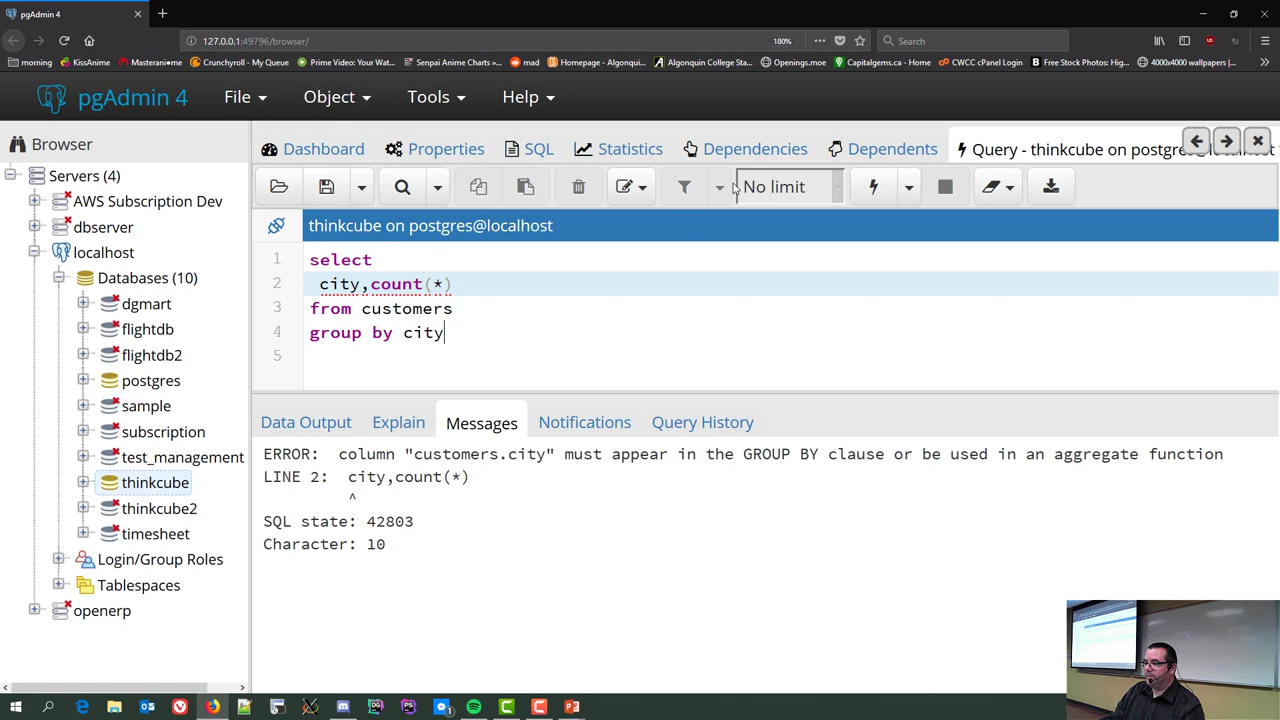 pgAdmin 4
127.0.0.1:49796/browser/
180%
Search
morning
KissAnime
Masterani●me
Crunchyroll - My Queue
Prime Video: Your Wat...
Senpai Anime Charts ...
mad
Homepage - Algonqui...
Algonquin College Sta...
Openings.moe
Capitalgems.ca - Home
CWCC cPanel Login
Free Stock Photos: Hig...
4000x4000 wallpapers |...
pgAdmin 4
File
Object
Tools
Help
Browser
Dashboard
Properties
SQL
Statistics
Dependencies
Dependents
Query - thinkcube on postgres@localhost
Servers (4)
AWS Subscription Dev
dbserver
localhost
Databases (10)
dgmart
flightdb
flightdb2
postgres
sample
subscription
test_management
thinkcube
thinkcube2
timesheet
Login/Group Roles
Tablespaces
openerp
No limit
thinkcube on postgres@localhost
1 select
2 city,count(*)
3 from customers
4 group by city
5
Data Output
Explain
Messages
Notifications
Query History
ERROR: column "customers.city" must appear in the GROUP BY clause or be used in an aggregate function
LINE 2: city,count(*)
^
SQL state: 42803
Character: 10